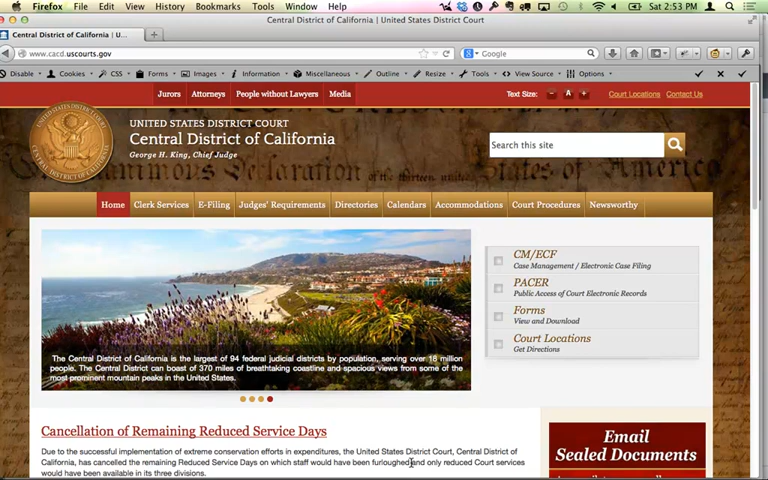 Firefox File Edit View History Bookmarks Tools Window Help Sat 2:53 PM
Central District of California | United States District Court
Central District of California | U...
www.cacd.uscourts.gov Google
Disable Cookies CSS Forms Images Information Miscellaneous Outline Resize Tools View Source Options
Jurors Attorneys People without Lawyers Media Text Size: - A + Court Locations Contact Us
UNITED STATES DISTRICT COURT
Central District of California
George H. King, Chief Judge
Search this site
Home Clerk Services E-Filing Judges' Requirements Directories Calendars Accommodations Court Procedures Newsworthy
CM/ECF
Case Management / Electronic Case Filing
PACER
Public Access of Court Electronic Records
Forms
View and Download
Court Locations
Get Directions
The Central District of California is the largest of 94 federal judicial districts by population, serving over 18 million
people. The Central District can boast of 370 miles of breathtaking coastline and spacious views from some of the
most prominent mountain peaks in the United States.
Cancellation of Remaining Reduced Service Days
Due to the successful implementation of extreme conservation efforts in expenditures, the United States District Court, Central District of
California, has cancelled the remaining Reduced Service Days on which staff would have been furloughed and only reduced Court services
would have been available in its three divisions.
Email
Sealed Documents